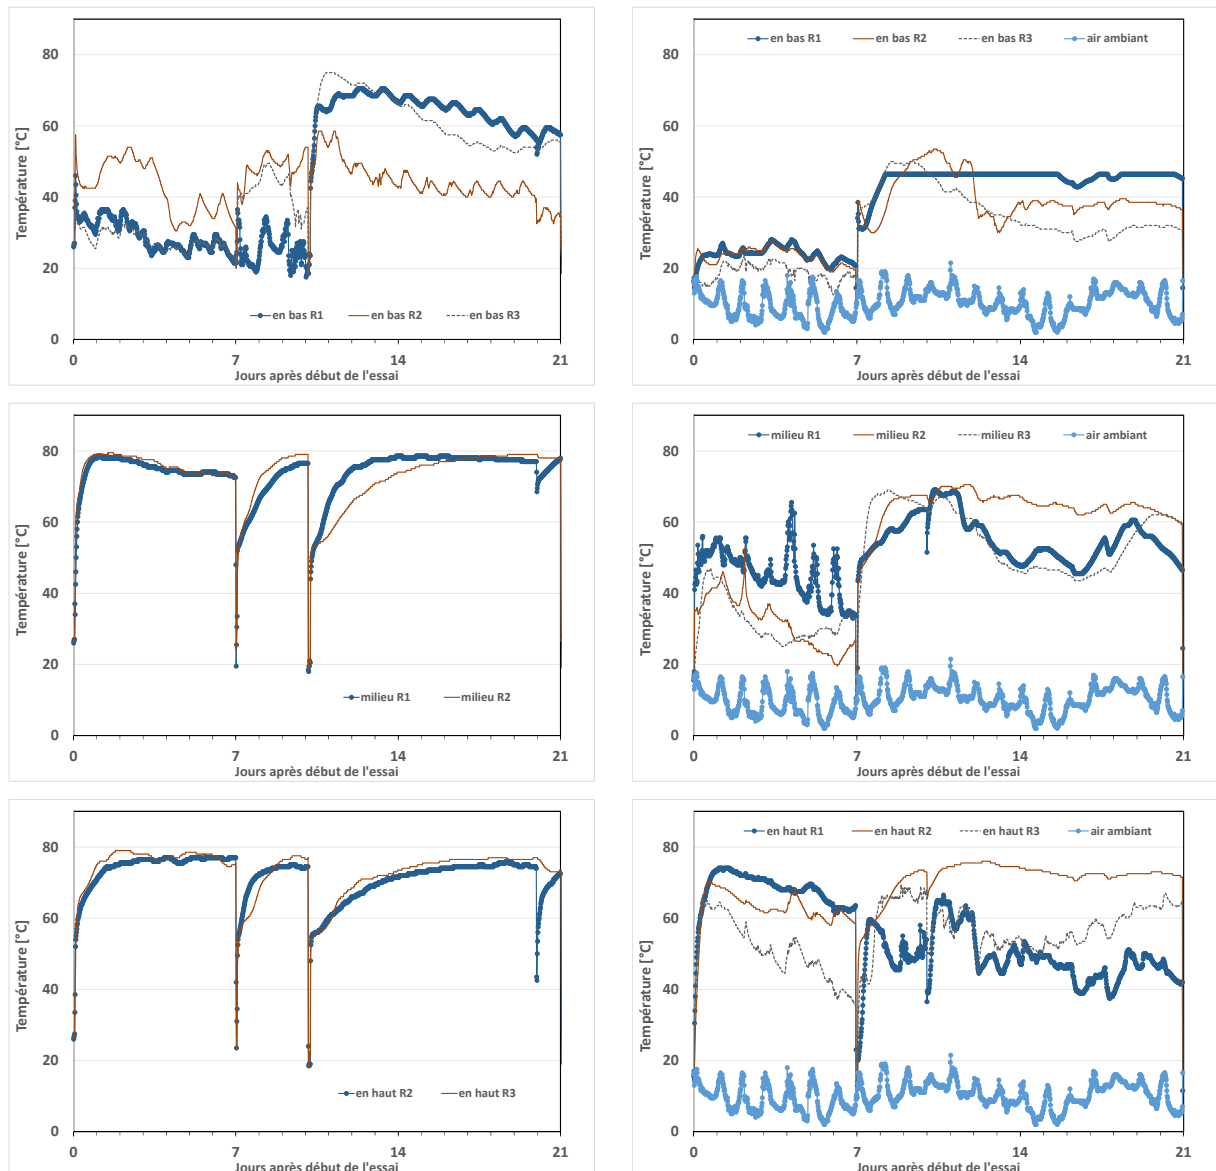 Température [°C]
80
60
40
20
0
en bas R1 en bas R2 en bas R3
0 7 14 21
Jours après début de l'essai
Température [°C]
en bas R1 en bas R2 en bas R3 air ambiant
80
60
40
20
0
0 7 14 21
Jours après début de l'essai
Température [°C]
80
60
40
20
0
milieu R1 milieu R2
0 7 14 21
Jours après début de l'essai
Température [°C]
milieu R1 milieu R2 milieu R3 air ambiant
80
60
40
20
0
0 7 14 21
Jours après début de l'essai
Température [°C]
80
60
40
20
0
en haut R2 en haut R3
0 7 14 21
Jours après début de l'essai
Température [°C]
en haut R1 en haut R2 en haut R3 air ambiant
80
60
40
20
0
0 7 14 21
Jours après début de l'essai